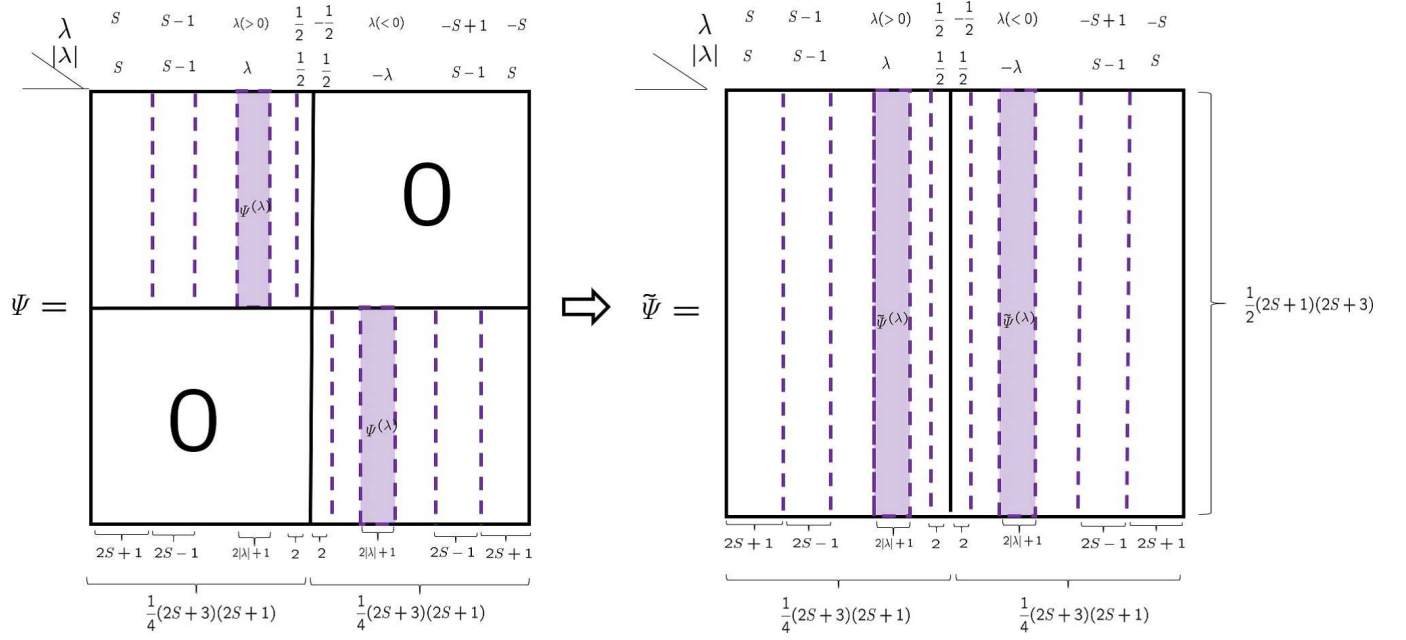 λ S S−1 λ(>0) 1/2 −1/2 λ(<0) −S+1 −S
|λ| S S−1 λ 1/2 1/2 −λ S−1 S
0
Ψ^(λ)
Ψ =
0
Ψ^(λ)
2S+1 2S−1 2|λ|+1 2 2 2|λ|+1 2S−1 2S+1
1/4(2S+3)(2S+1) 1/4(2S+3)(2S+1)
λ S S−1 λ(>0) 1/2 −1/2 λ(<0) −S+1 −S
|λ| S S−1 λ 1/2 1/2 −λ S−1 S
Ψ̃ = Ψ̃^(λ) Ψ̃^(λ) 1/2(2S+1)(2S+3)
2S+1 2S−1 2|λ|+1 2 2 2|λ|+1 2S−1 2S+1
1/4(2S+3)(2S+1) 1/4(2S+3)(2S+1)